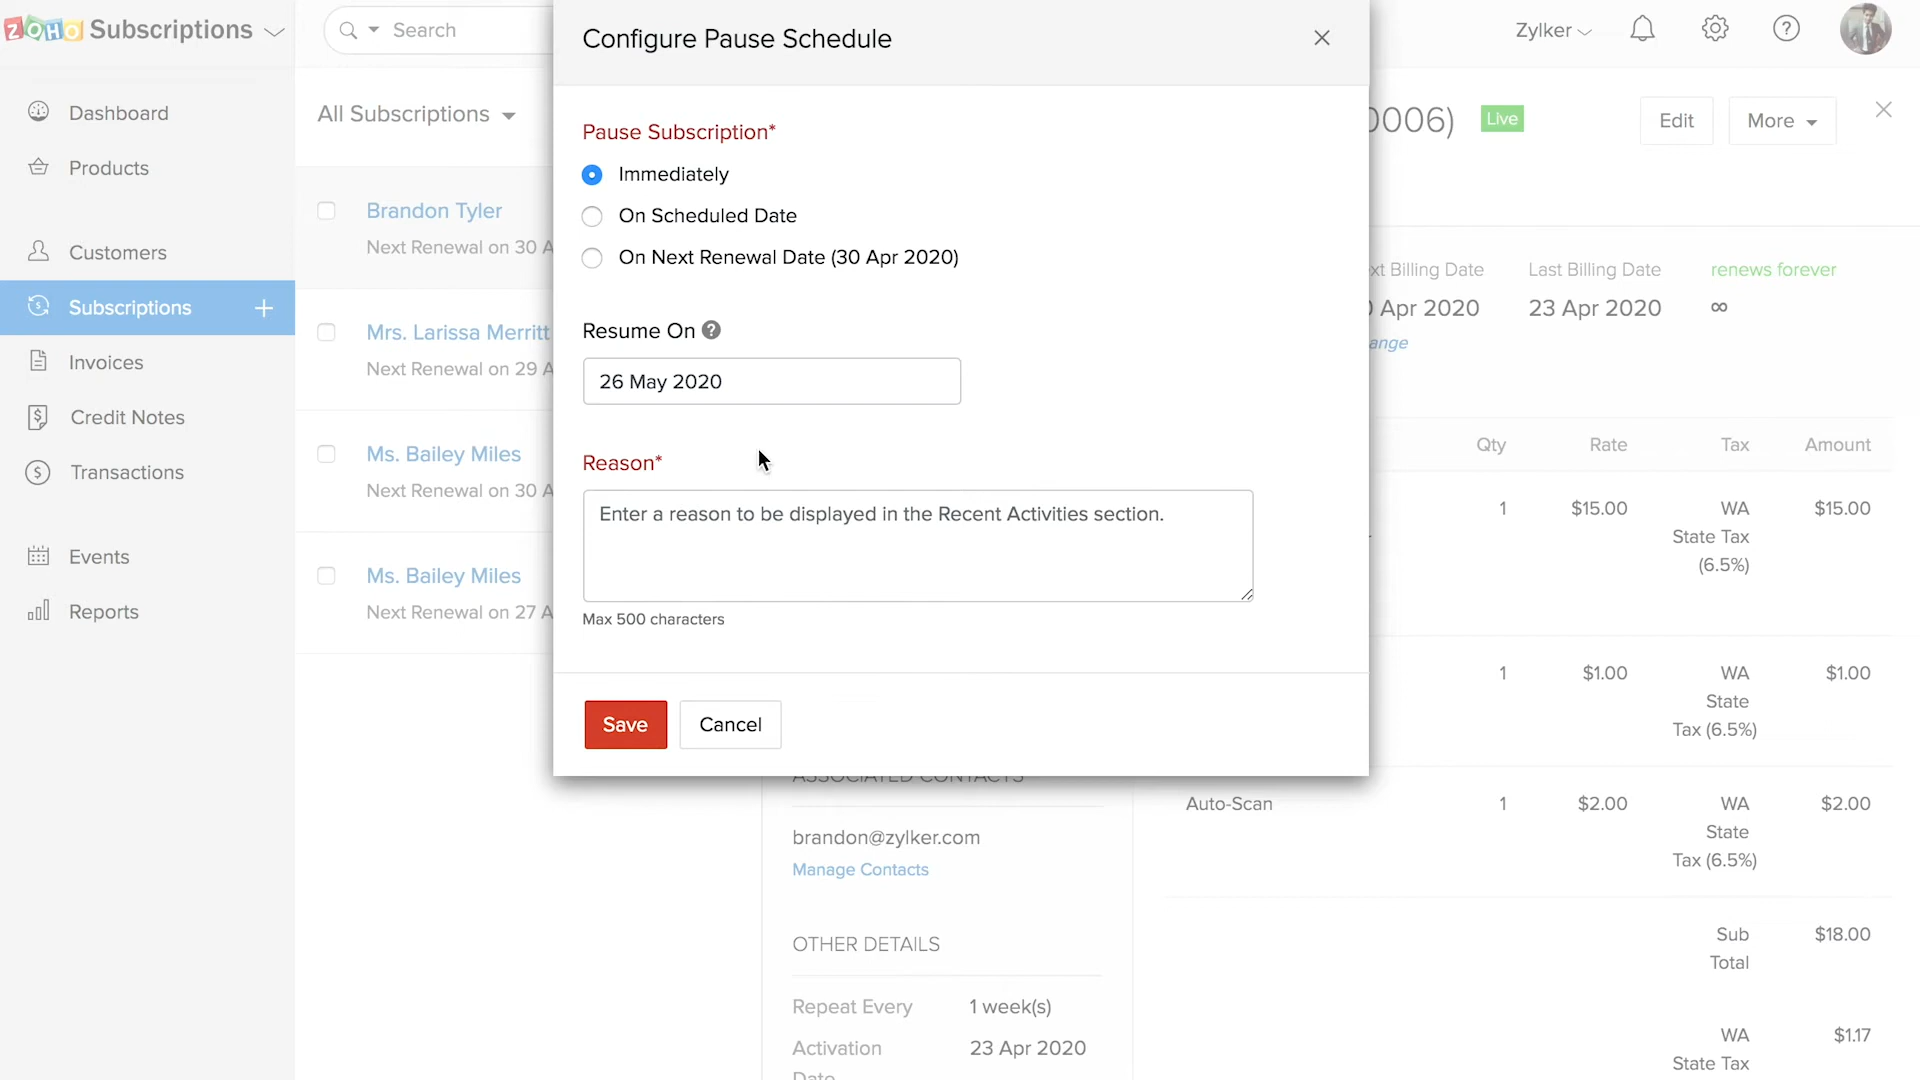 ZOHO Subscriptions
Search
Configure Pause Schedule
Zylker
Dashboard
Products
Customers
Subscriptions +
Invoices
Credit Notes
Transactions
Events
Reports
All Subscriptions
Brandon Tyler
Next Renewal on 30 A
Mrs. Larissa Merritt
Next Renewal on 29 A
Ms. Bailey Miles
Next Renewal on 30 A
Ms. Bailey Miles
Next Renewal on 27 A
Pause Subscription*
Immediately
On Scheduled Date
On Next Renewal Date (30 Apr 2020)
Resume On ?
26 May 2020
Reason*
Enter a reason to be displayed in the Recent Activities section.
Max 500 characters
Save Cancel
0006) Live
Edit More
xt Billing Date Last Billing Date renews forever
Apr 2020 23 Apr 2020 ∞
ange
Qty Rate Tax Amount
1 $15.00 WA $15.00
State Tax
(6.5%)
1 $1.00 WA $1.00
State
Tax (6.5%)
Auto-Scan 1 $2.00 WA $2.00
State
Tax (6.5%)
Sub $18.00
Total
WA $1.17
State Tax
ASSOCIATED CONTACTS
brandon@zylker.com
Manage Contacts
OTHER DETAILS
Repeat Every 1 week(s)
Activation 23 Apr 2020
Date